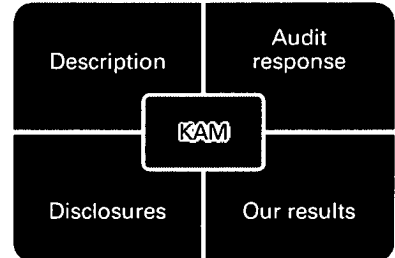 Description
Audit
response
KAM
Disclosures
Our results